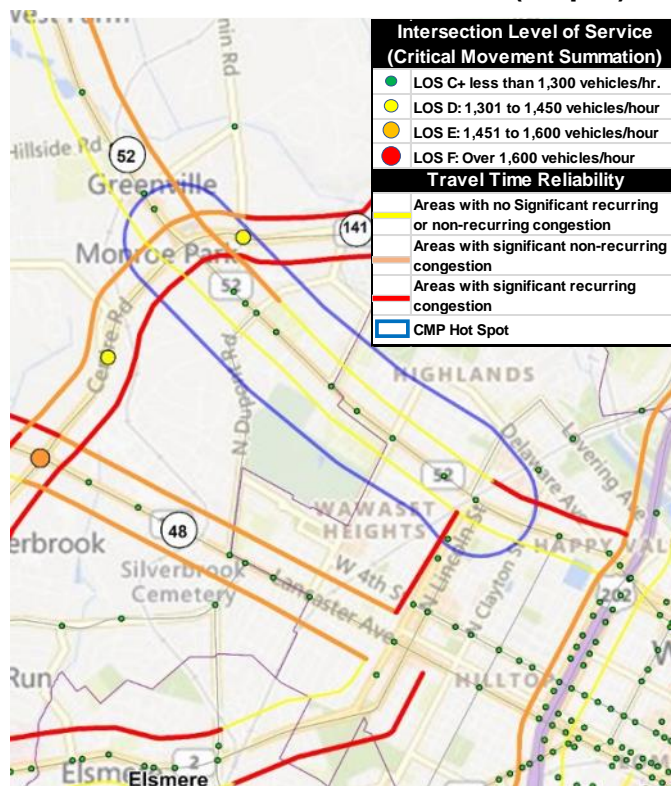 Intersection Level of Service
(Critical Movement Summation)
LOS C+ less than 1,300 vehicles/hr.
LOS D: 1,301 to 1,450 vehicles/hour
LOS E: 1,451 to 1,600 vehicles/hour
LOS F: Over 1,600 vehicles/hour
Travel Time Reliability
Areas with no Significant recurring
or non-recurring congestion
Areas with significant non-recurring
congestion
Areas with significant recurring
congestion
CMP Hot Spot
Hillside Rd
52
Greenville
141
Monroe Park
52
Centre Rd
N Dupont Rd
HIGHLANDS
Delaware Ave
Levering Ave
52
WAWASET
HEIGHTS
48
erbrook
HAPPY VAL
Silverbrook
Cemetery
W 4th S
N Lincoln St
N Clayton St
Lancaster Ave
202
Run
HILLTOP
2
Elsmere
Elsmere